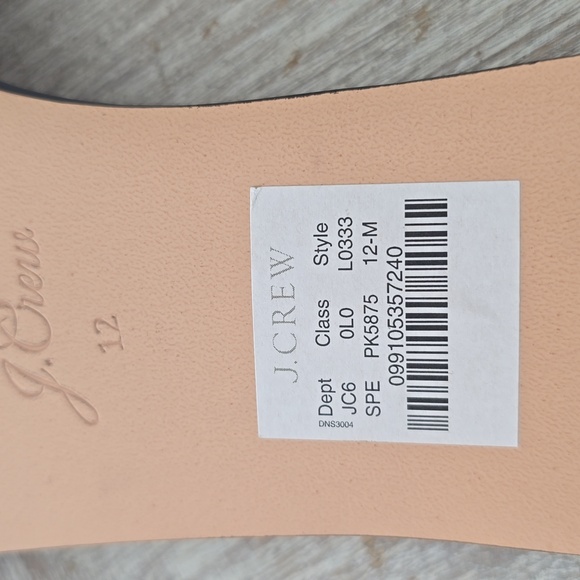 J.Crew
12
J.CREW
Dept Class Style
JC6 0L0 L0333
SPE PK5875 12-M
099105357240
DNS3004